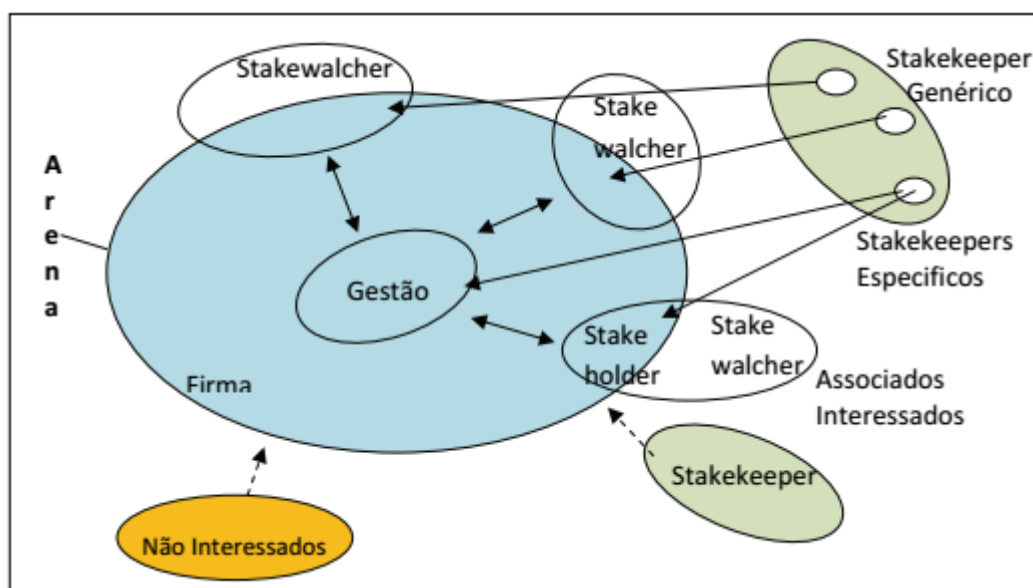 Stakewalcher
Stake
walcher
Stakekeeper
Genérico
A
r
e
n
a
Stakekeepers
Especificos
Gestão
Stake
holder
Stake
walcher
Firma
Associados
Interessados
Stakekeeper
Não Interessados